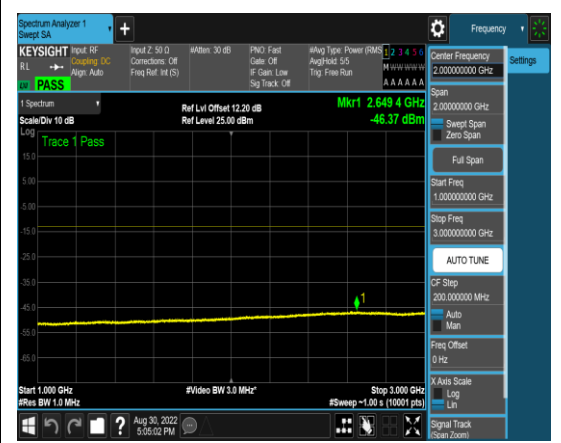 Spectrum Analyzer 1
Swept SA
+
Frequency
KEYSIGHT Input: RF Input Z: 50 Ω #Atten: 30 dB PNO: Fast #Avg Type: Power (RMS 1 2 3 4 5 6
RL Coupling: DC Corrections: Off Gate: Off Avg|Hold: 5/5 M W W W W W
Align: Auto Freq Ref: Int (S) IF Gain: Low Trig: Free Run
Sig Track: Off A A A A A A
PASS
1 Spectrum
Ref Lvl Offset 12.20 dB Mkr1 2.649 4 GHz
Scale/Div 10 dB Ref Level 25.00 dBm -46.37 dBm
Log
Trace 1 Pass
15.0
5.00
-5.00
-15.0
-25.0
-35.0
-45.0
-55.0
-65.0
1
Start 1.000 GHz #Video BW 3.0 MHz* Stop 3.000 GHz
#Res BW 1.0 MHz #Sweep ~1.00 s (10001 pts)
?
Aug 30, 2022
5:05:02 PM
Center Frequency
2.000000000 GHz
Settings
Span
2.00000000 GHz
Swept Span
Zero Span
Full Span
Start Freq
1.000000000 GHz
Stop Freq
3.000000000 GHz
AUTO TUNE
CF Step
200.000000 MHz
Auto
Man
Freq Offset
0 Hz
X Axis Scale
Log
Lin
Signal Track
(Span Zoom)